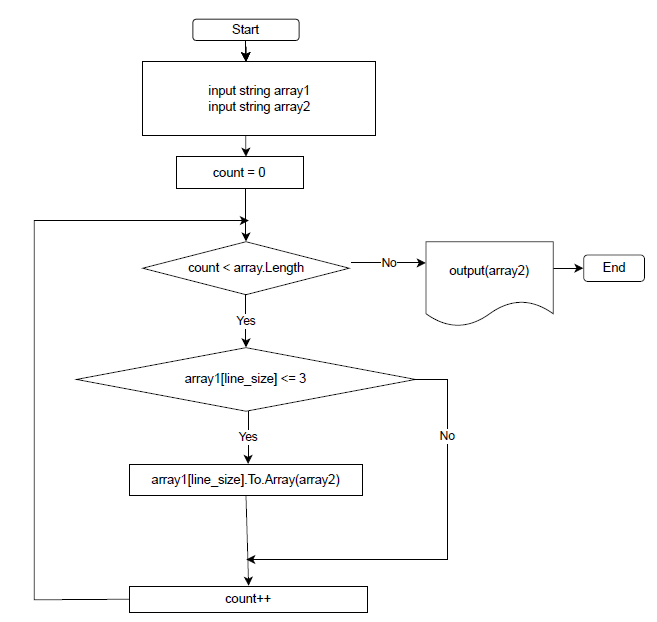 Start
input string array1
input string array2
count = 0
count < array.Length
No
output(array2)
End
Yes
array1[line_size] <= 3
Yes
No
array1[line_size].To.Array(array2)
count++